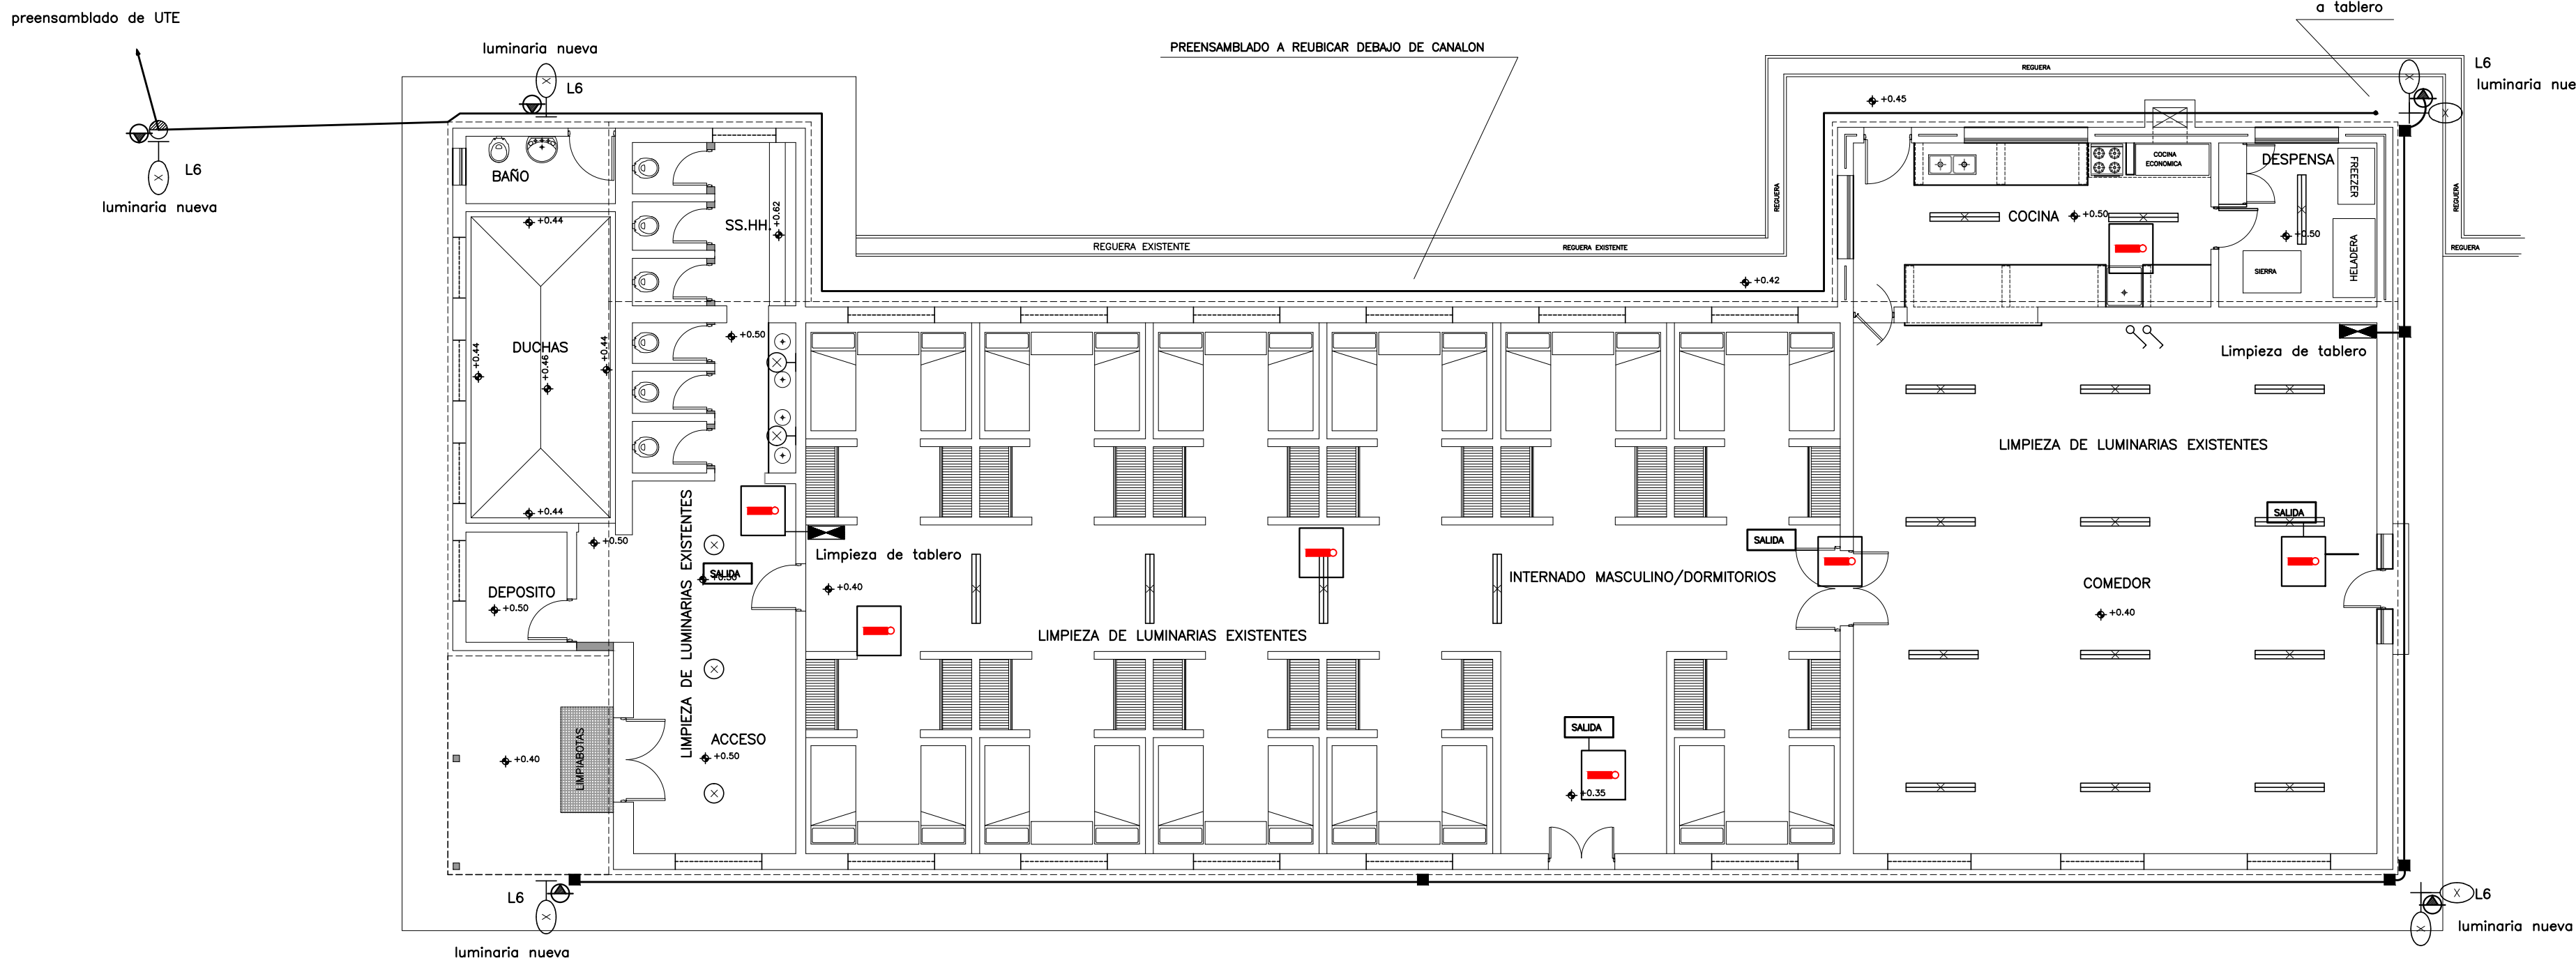 a tablero
preensamblado de UTE
luminaria nueva
PREENSAMBLADO A REUBICAR DEBAJO DE CANALON
L6
luminaria nue
REGUERA
L6
+0.45
L6
luminaria nueva
BAÑO
SS.HH.
+0.62
+0.44
REGUERA
COCINA
ECONOMICA
DESPENSA
FREEZER
REGUERA
COCINA
+0.50
+0.50
HELADERA
SIERRA
REGUERA EXISTENTE
REGUERA EXISTENTE
REGUERA
+0.42
+0.50
DUCHAS
+0.44
+0.46
+0.44
Limpieza de tablero
LIMPIEZA DE LUMINARIAS EXISTENTES
+0.44
LIMPIEZA DE LUMINARIAS EXISTENTES
SALIDA
SALIDA
+0.50
Limpieza de tablero
SALIDA
+0.50
INTERNADO MASCULINO/DORMITORIOS
COMEDOR
+0.40
DEPOSITO
+0.50
+0.40
LIMPIEZA DE LUMINARIAS EXISTENTES
SALIDA
ACCESO
+0.50
LIMPIABOTAS
+0.40
+0.35
L6
luminaria nueva
L6
luminaria nueva